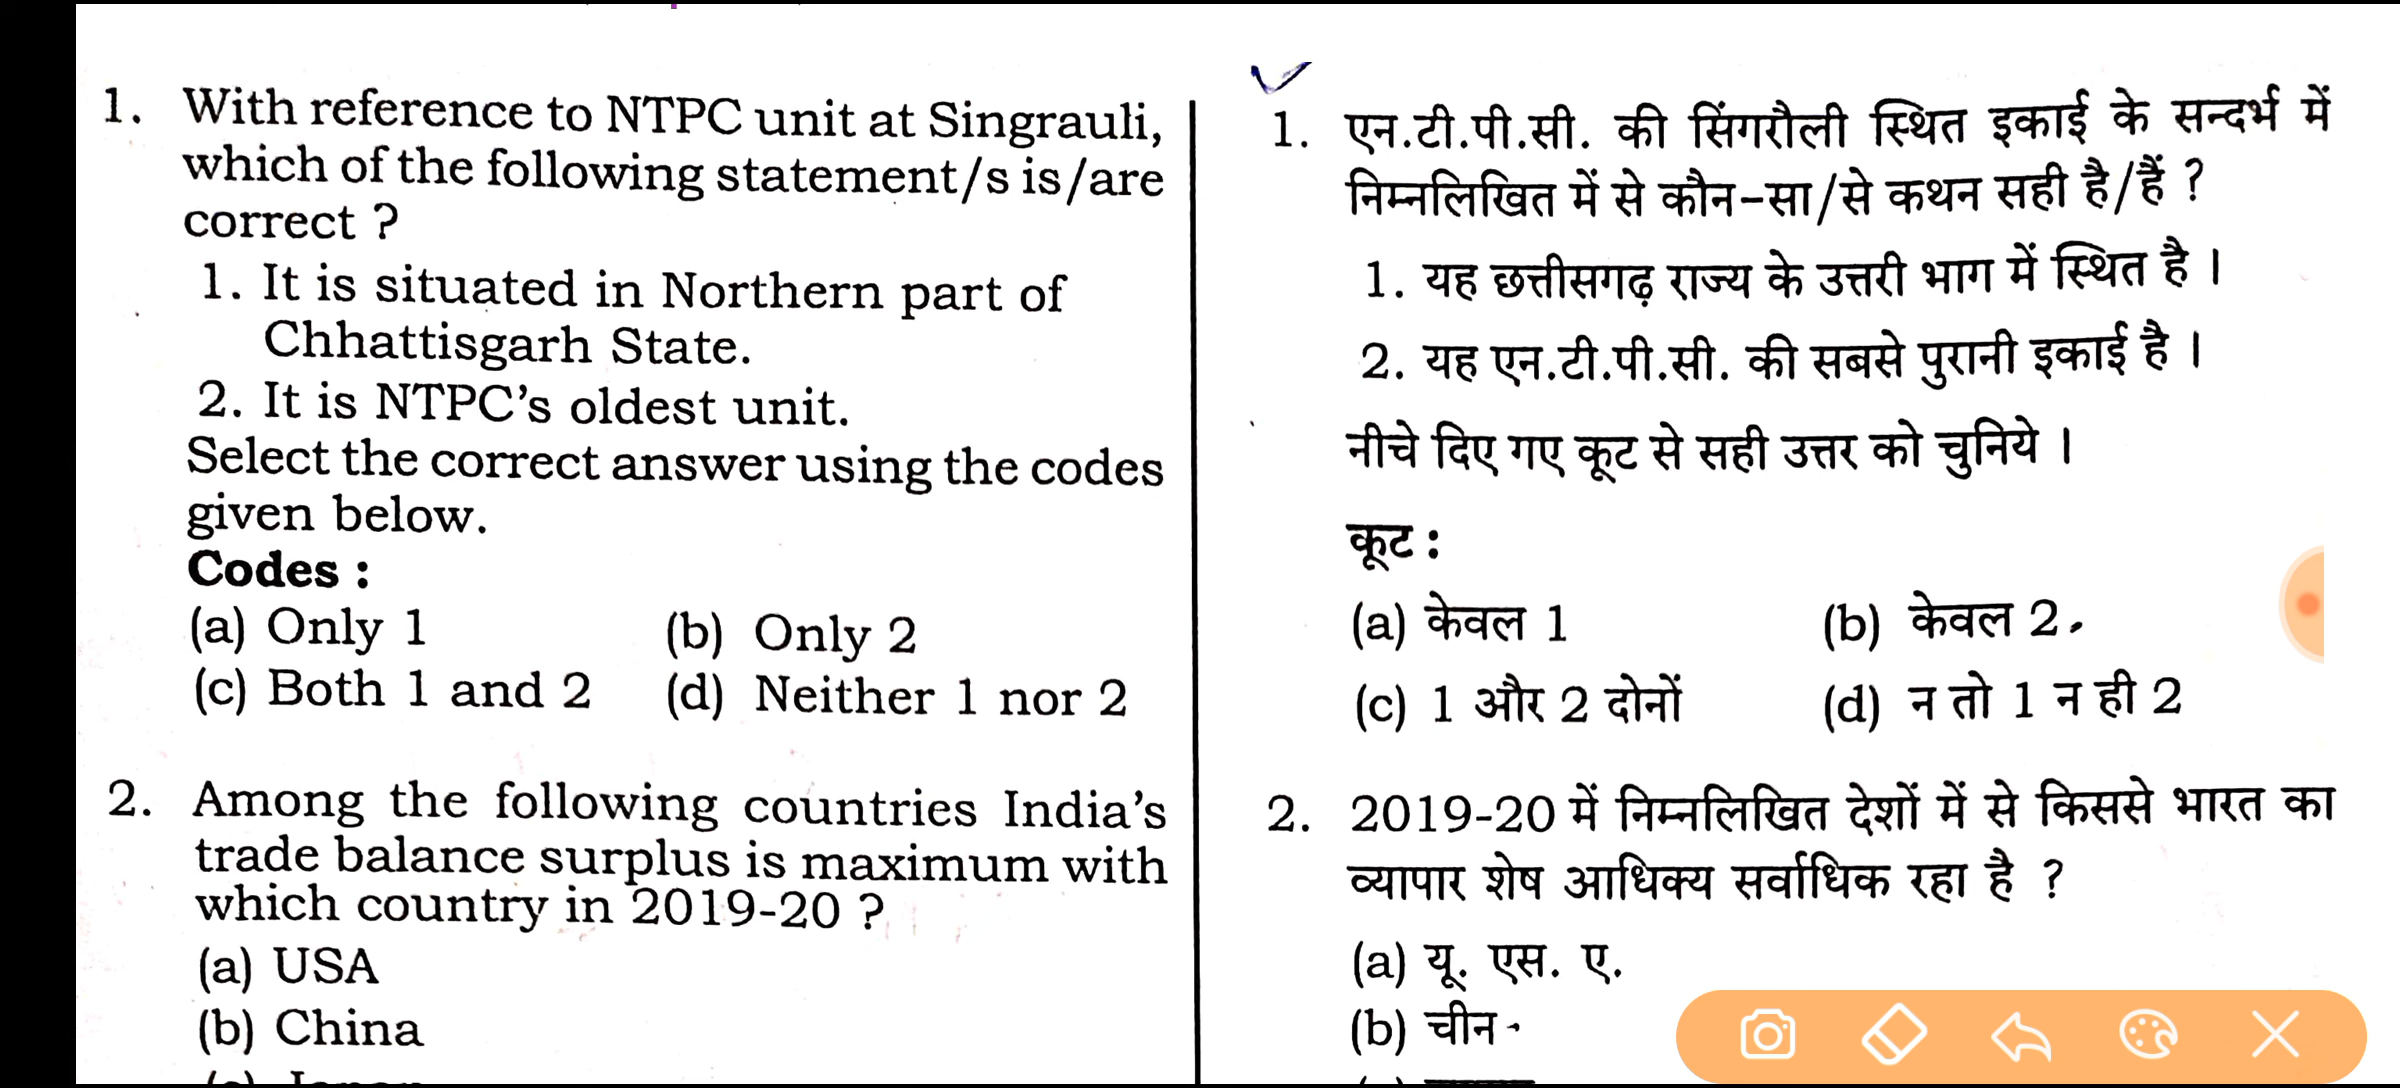 1. With reference to NTPC unit at Singrauli,
which of the following statement/s is/are
correct ?
1. It is situated in Northern part of
Chhattisgarh State.
2. It is NTPC's oldest unit.
Select the correct answer using the codes
given below.
Codes :
(a) Only 1 (b) Only 2
(c) Both 1 and 2 (d) Neither 1 nor 2
2. Among the following countries India's
trade balance surplus is maximum with
which country in 2019-20 ?
(a) USA
(b) China
1. एन.टी.पी.सी. की सिंगरौली स्थित इकाई के सन्दर्भ में
निम्नलिखित में से कौन-सा/से कथन सही है/हैं ?
1. यह छत्तीसगढ़ राज्य के उत्तरी भाग में स्थित है ।
2. यह एन.टी.पी.सी. की सबसे पुरानी इकाई है ।
नीचे दिए गए कूट से सही उत्तर को चुनिये ।
कूट :
(a) केवल 1 (b) केवल 2
(c) 1 और 2 दोनों (d) न तो 1 न ही 2
2. 2019-20 में निम्नलिखित देशों में से किससे भारत का
व्यापार शेष आधिक्य सर्वाधिक रहा है ?
(a) यू. एस. ए.
(b) चीन